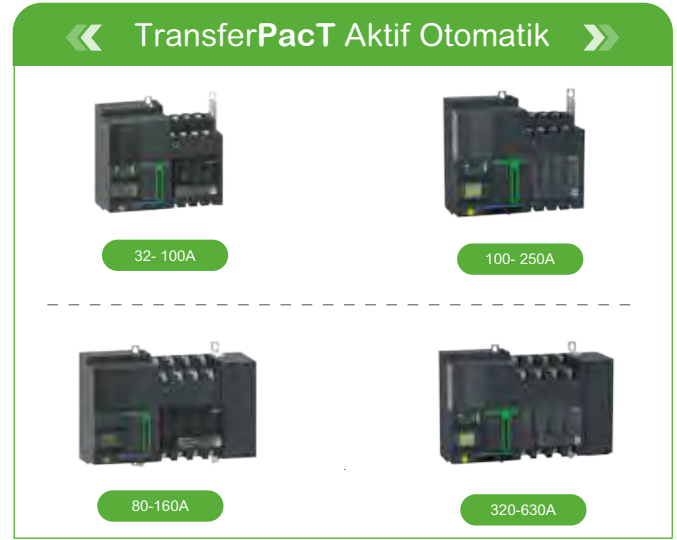 TransferPacT Aktif Otomatik
32- 100A
100- 250A
80-160A
320-630A